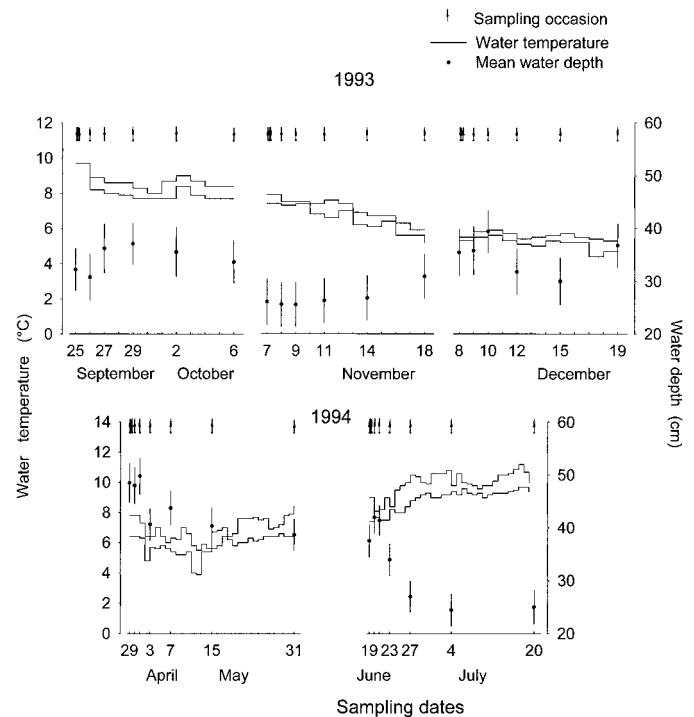 Sampling occasion
Water temperature
Mean water depth
1993
12
10
8
6
4
2
0
60
50
40
30
20
25 27 29 2 6 7 9 11 14 18 8 10 12 15 19
September October November December
Water temperature (°C)
Water depth (cm)
1994
14
12
10
8
6
4
2
0
60
50
40
30
20
29 3 7 15 31 19 23 27 4 20
April May June July
Sampling dates